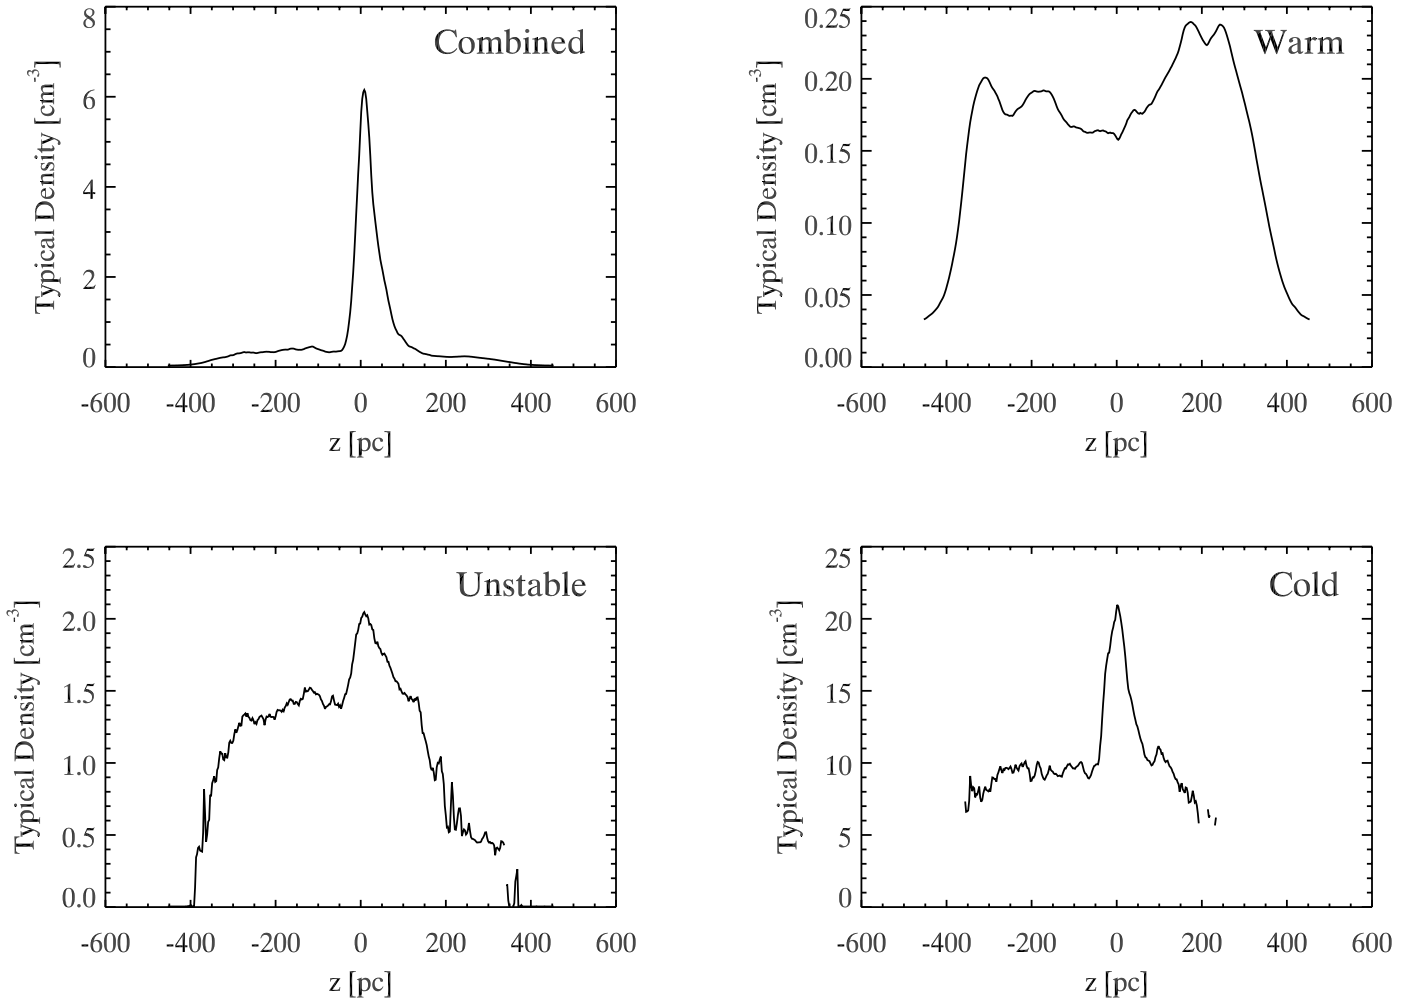 Combined
Typical Density [cm-3]
8
6
4
2
0
-600 -400 -200 0 200 400 600
z [pc]
Warm
Typical Density [cm-3]
0.25
0.20
0.15
0.10
0.05
0.00
-600 -400 -200 0 200 400 600
z [pc]
Unstable
Typical Density [cm-3]
2.5
2.0
1.5
1.0
0.5
0.0
-600 -400 -200 0 200 400 600
z [pc]
Cold
Typical Density [cm-3]
25
20
15
10
5
0
-600 -400 -200 0 200 400 600
z [pc]